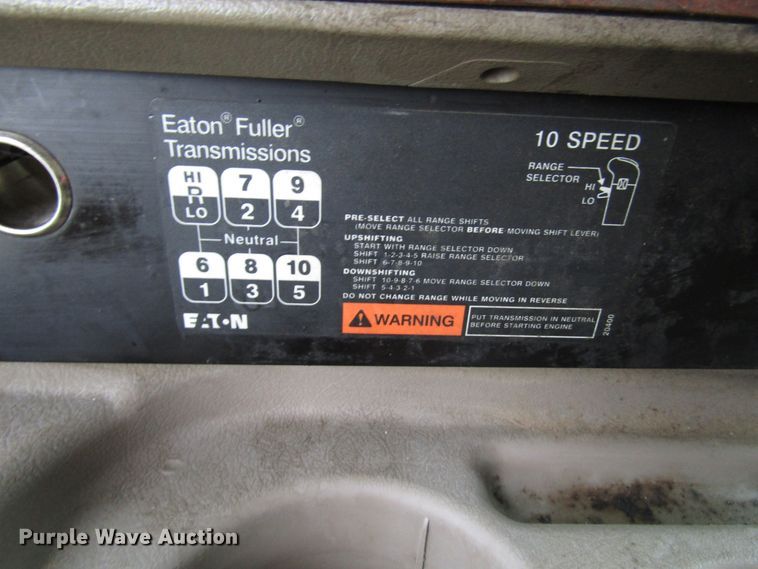 Eaton® Fuller®
Transmissions
10 SPEED
RANGE
SELECTOR
HI
LO
HI
R
LO
7
2
9
4
Neutral
6
1
8
3
10
5
PRE-SELECT ALL RANGE SHIFTS
(MOVE RANGE SELECTOR BEFORE MOVING SHIFT LEVER)
UPSHIFTING
START WITH RANGE SELECTOR DOWN
SHIFT 1-2-3-4-5 RAISE RANGE SELECTOR
SHIFT 6-7-8-9-10
DOWNSHIFTING
SHIFT 10-9-8-7-6 MOVE RANGE SELECTOR DOWN
SHIFT 5-4-3-2-1
DO NOT CHANGE RANGE WHILE MOVING IN REVERSE
EATON
WARNING
PUT TRANSMISSION IN NEUTRAL
BEFORE STARTING ENGINE
20400
Purple Wave Auction®